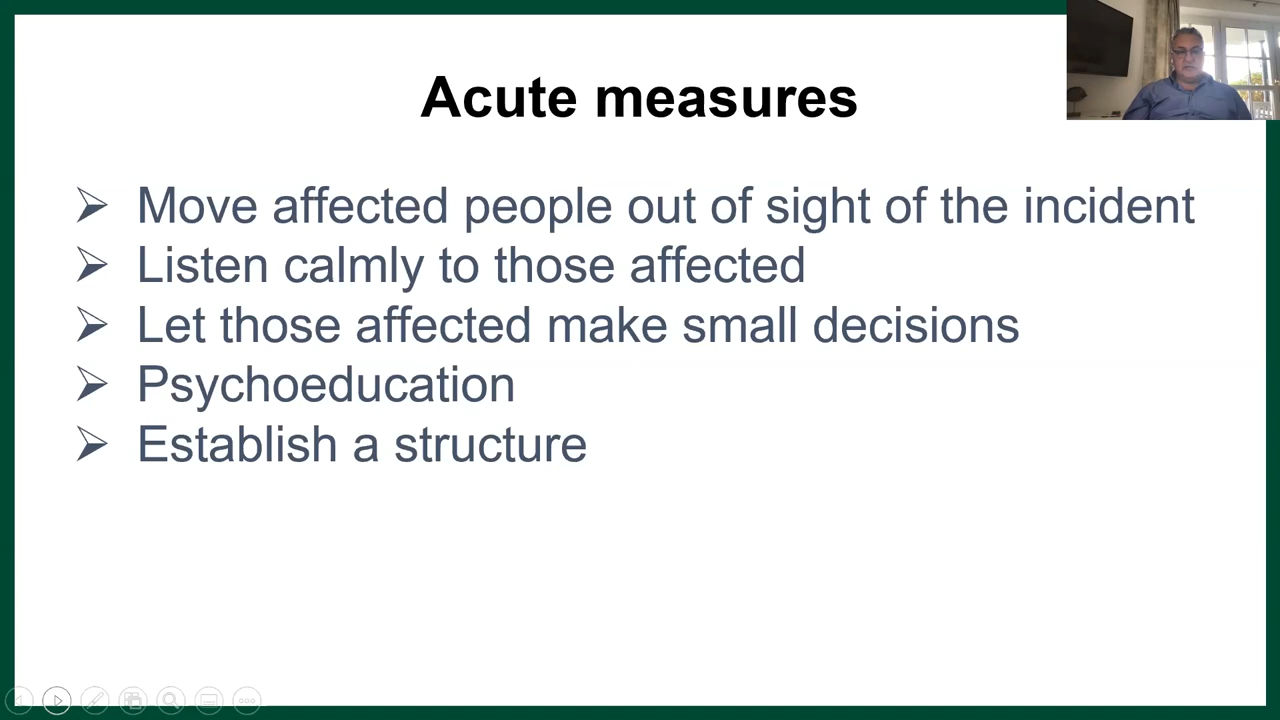 Acute measures
Move affected people out of sight of the incident
Listen calmly to those affected
Let those affected make small decisions
Psychoeducation
Establish a structure